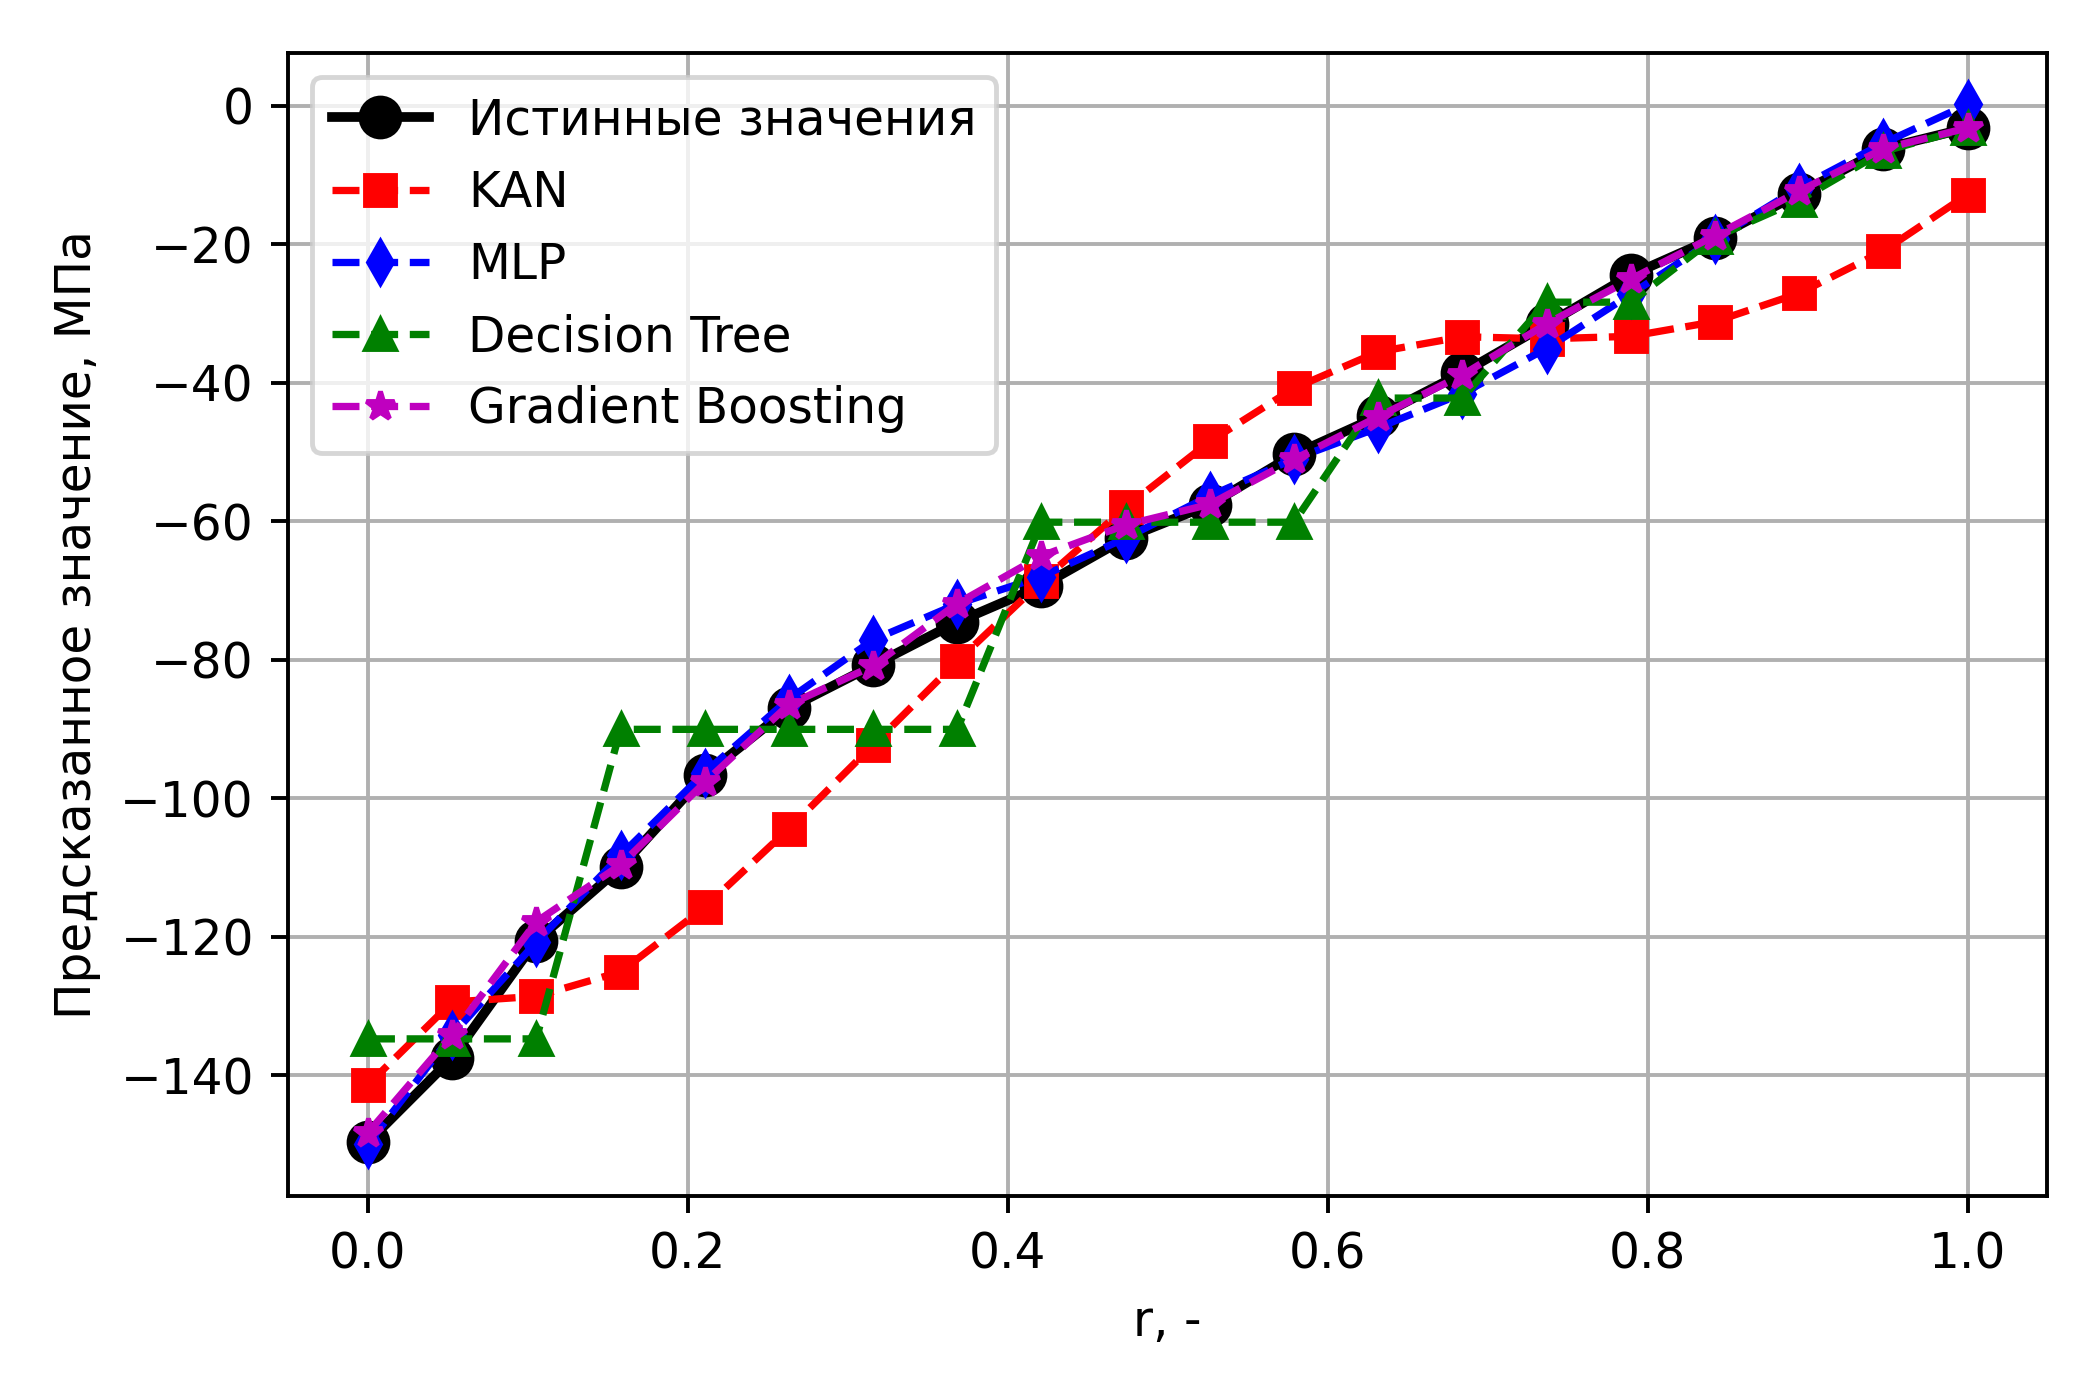 Истинные значения
KAN
MLP
Decision Tree
Gradient Boosting
Предсказанное значение, МПа
0
−20
−40
−60
−80
−100
−120
−140
0.0 0.2 0.4 0.6 0.8 1.0
r, -